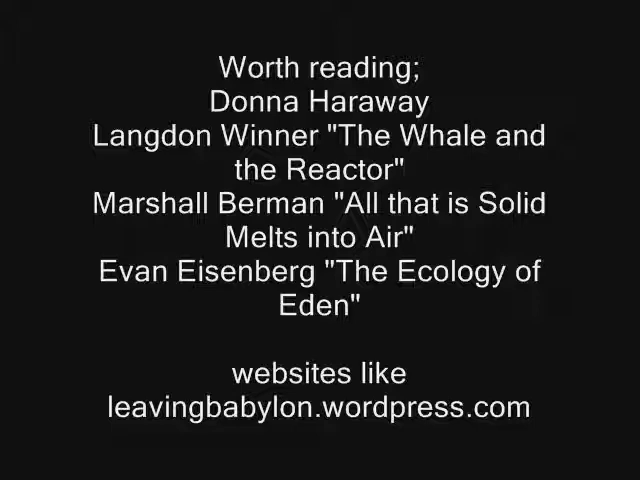 Worth reading;
Donna Haraway
Langdon Winner "The Whale and
the Reactor"
Marshall Berman "All that is Solid
Melts into Air"
Evan Eisenberg "The Ecology of
Eden"
websites like
leavingbabylon.wordpress.com